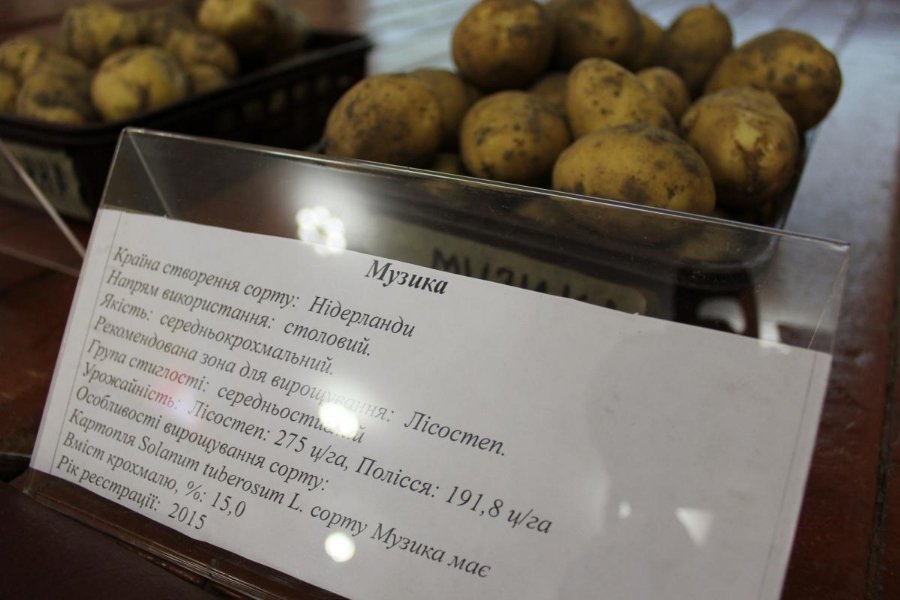 Музика
Країна створення сорту: Нідерланди
Напрям використання: столовий.
Якість: середньокрохмальний.
Рекомендована зона для вирощування: Лісостеп.
Група стиглості: середньостиглий
Урожайність: Лісостеп: 275 ц/га, Полісся: 191,8 ц/га
Особливості вирощування сорту:
Картопля Solanum tuberosum L. сорту Музика має
Вміст крохмалю, %: 15,0
Рік реєстрації: 2015